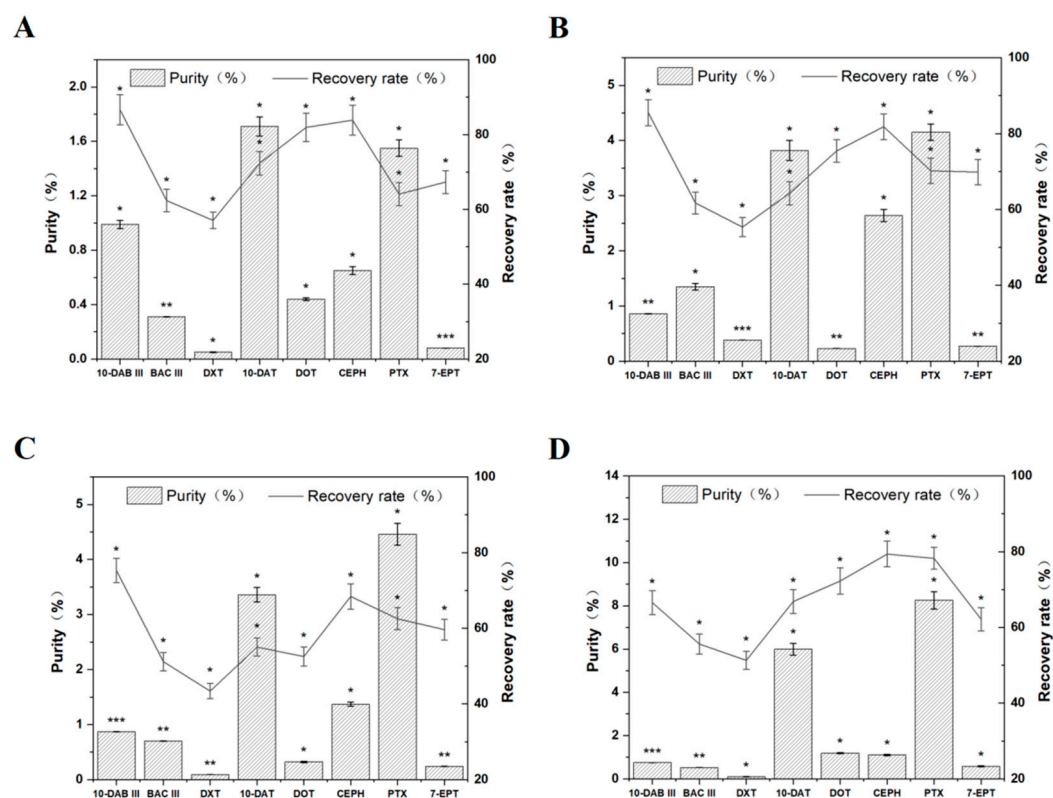 A
Purity（%）
Recovery rate（%）
2.0
1.6
1.2
0.8
0.4
0.0
Purity (%)
100
80
60
40
20
Recovery rate (%)
* * * * * * * *
* ** * * * * * ***
10-DAB III BAC III DXT 10-DAT DOT CEPH PTX 7-EPT
B
Purity（%）
Recovery rate（%）
5
4
3
2
1
0
Purity (%)
100
80
60
40
20
Recovery rate (%)
* * * * * * * *
** * *** * ** * * **
10-DAB III BAC III DXT 10-DAT DOT CEPH PTX 7-EPT
C
Purity（%）
Recovery rate（%）
5
4
3
2
1
0
Purity (%)
100
80
60
40
20
Recovery rate (%)
* * * * * * * *
*** ** ** * * * * **
10-DAB III BAC III DXT 10-DAT DOT CEPH PTX 7-EPT
D
Purity（%）
Recovery rate（%）
14
12
10
8
6
4
2
0
Purity (%)
100
80
60
40
20
Recovery rate (%)
* * * * * * * *
*** ** * * * * * *
10-DAB III BAC III DXT 10-DAT DOT CEPH PTX 7-EPT